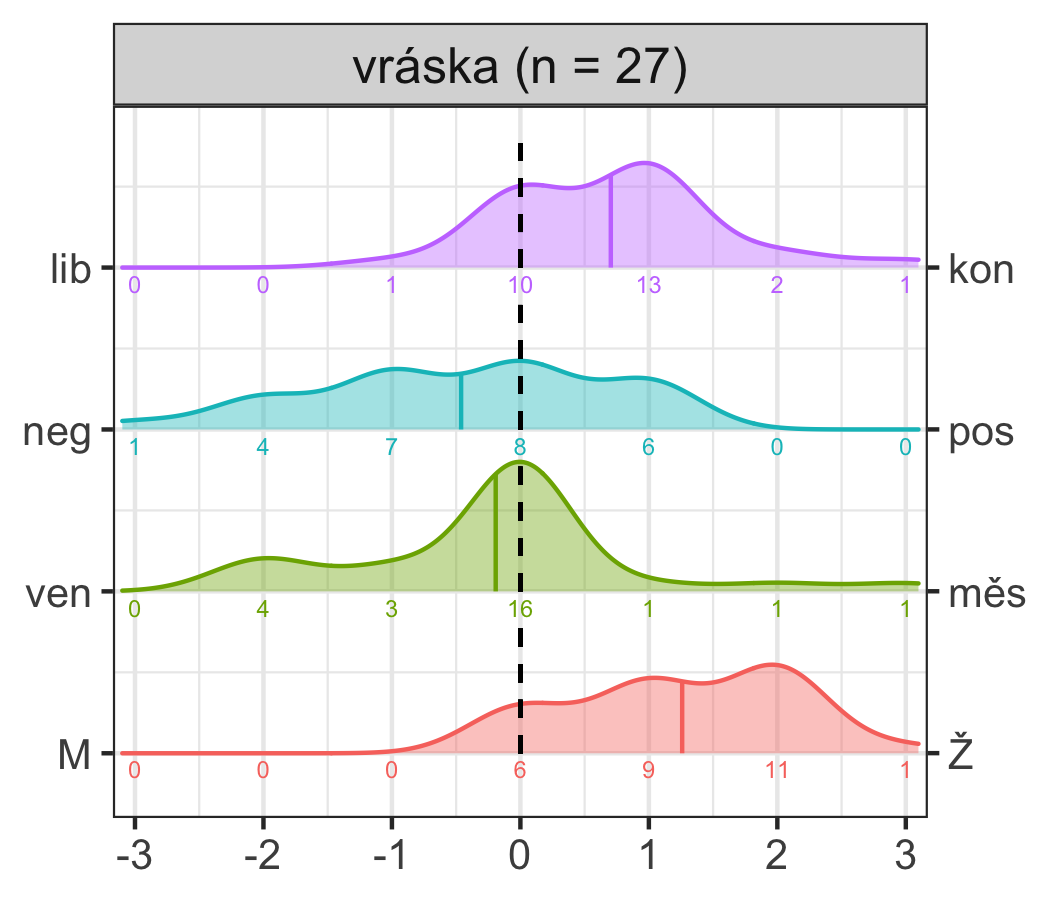 vráska (n = 27)
lib kon
0 0 1 10 13 2 1
neg pos
1 4 7 8 6 0 0
ven měs
0 4 3 16 1 1 1
M Ž
0 0 0 6 9 11 1
-3 -2 -1 0 1 2 3